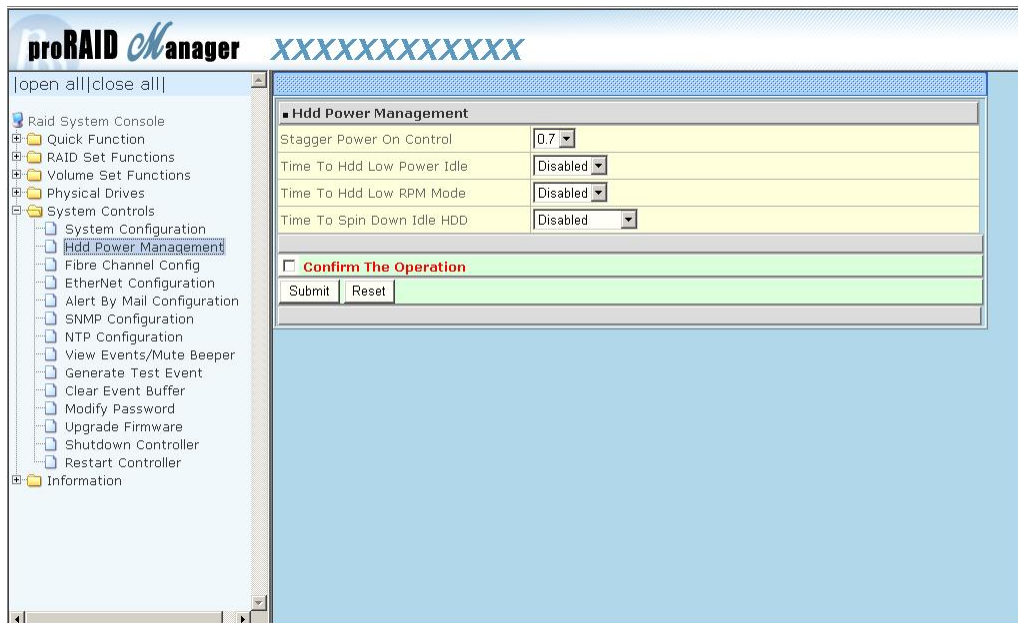 proRAID Manager XXXXXXXXXXXX
|open all|close all|
Raid System Console
Quick Function
RAID Set Functions
Volume Set Functions
Physical Drives
System Controls
System Configuration
Hdd Power Management
Fibre Channel Config
EtherNet Configuration
Alert By Mail Configuration
SNMP Configuration
NTP Configuration
View Events/Mute Beeper
Generate Test Event
Clear Event Buffer
Modify Password
Upgrade Firmware
Shutdown Controller
Restart Controller
Information
Hdd Power Management
Stagger Power On Control 0.7
Time To Hdd Low Power Idle Disabled
Time To Hdd Low RPM Mode Disabled
Time To Spin Down Idle HDD Disabled
Confirm The Operation
Submit Reset